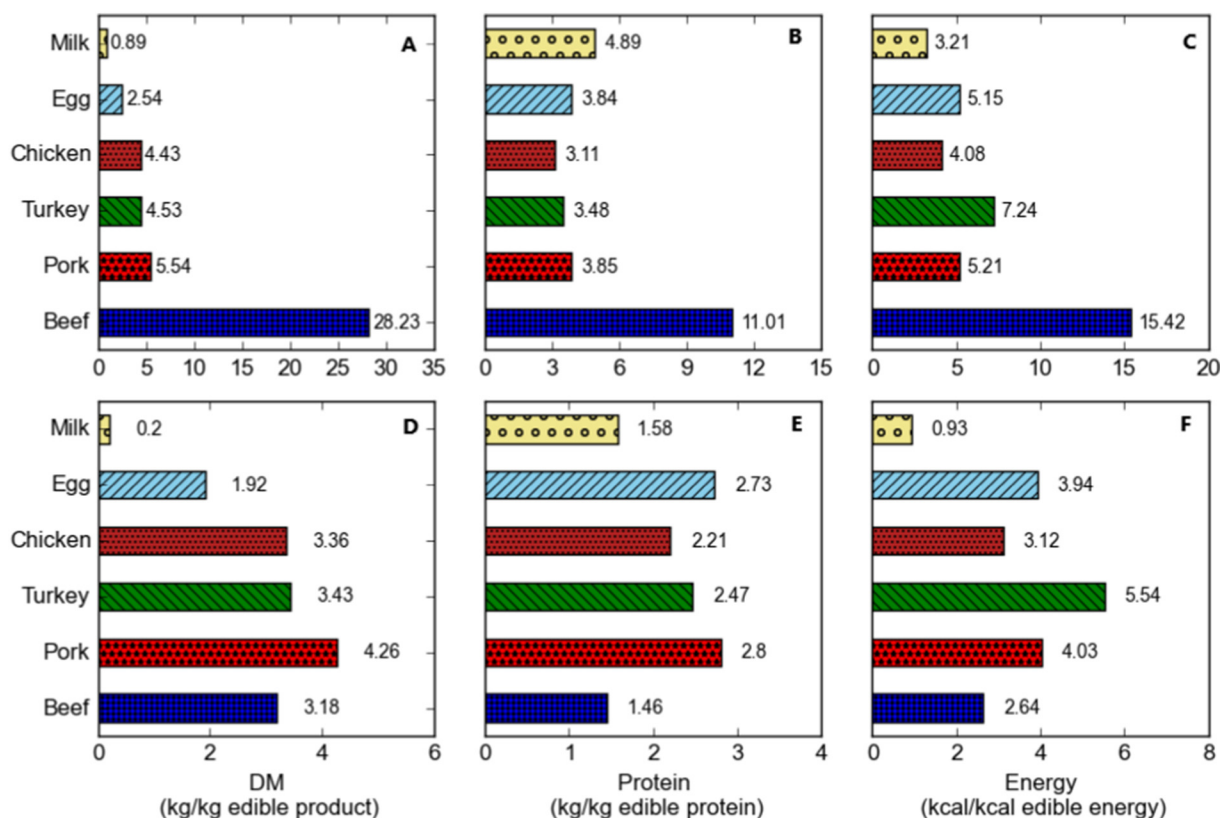 Milk 0.89 A 4.89 B 3.21 C
Egg 2.54 3.84 5.15
Chicken 4.43 3.11 4.08
Turkey 4.53 3.48 7.24
Pork 5.54 3.85 5.21
Beef 28.23 11.01 15.42
0 5 10 15 20 25 30 35 0 3 6 9 12 15 0 5 10 15 20
Milk 0.2 D 1.58 E 0.93 F
Egg 1.92 2.73 3.94
Chicken 3.36 2.21 3.12
Turkey 3.43 2.47 5.54
Pork 4.26 2.8 4.03
Beef 3.18 1.46 2.64
0 2 4 6 0 1 2 3 4 0 2 4 6 8
DM Protein Energy
(kg/kg edible product) (kg/kg edible protein) (kcal/kcal edible energy)